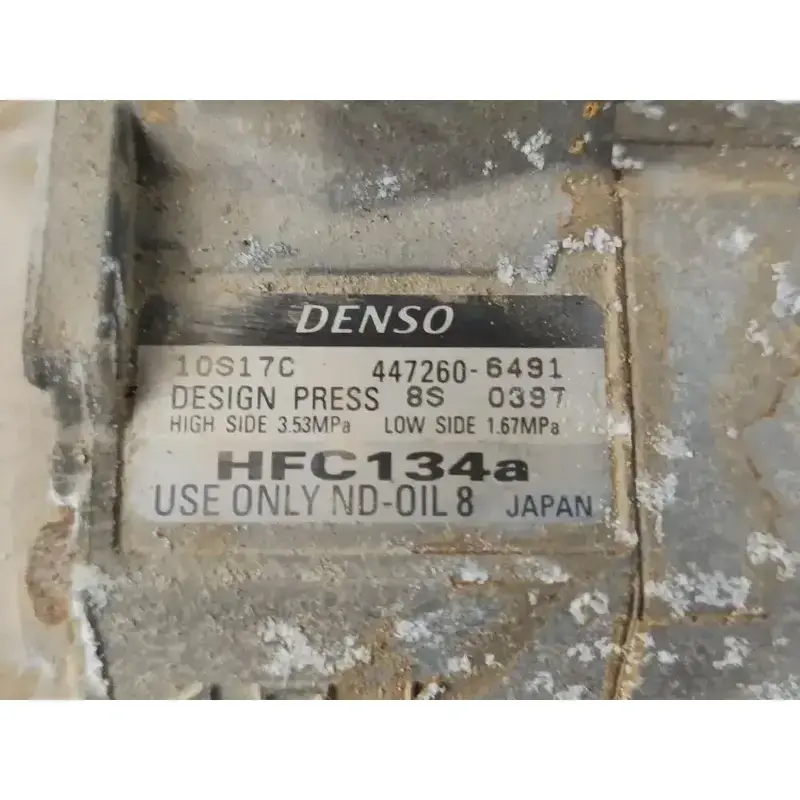 DENSO
10S17C 447260-6491
DESIGN PRESS 8S 0397
HIGH SIDE 3.53MPa LOW SIDE 1.67MPa
HFC134a
USE ONLY ND-OIL 8 JAPAN